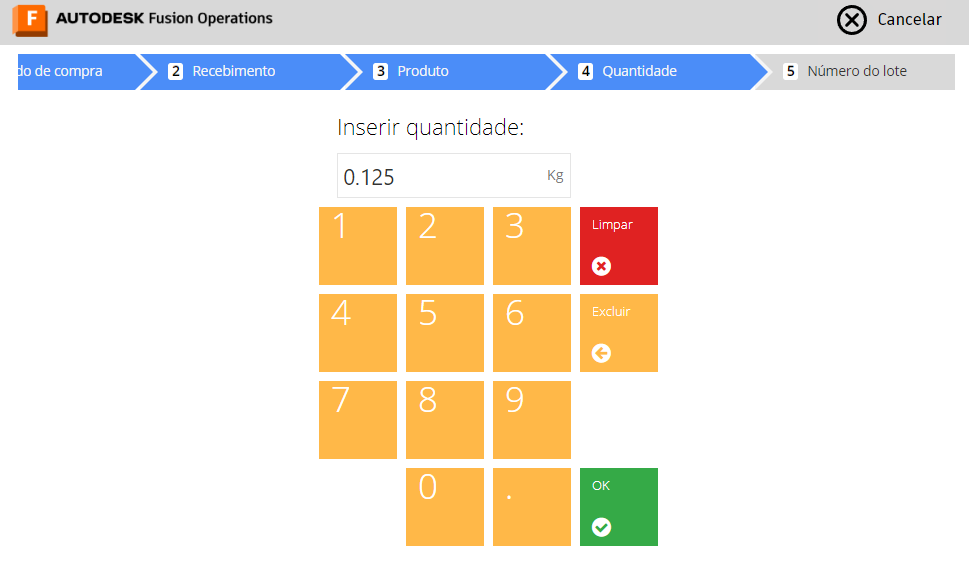 F AUTODESK Fusion Operations
Cancelar
do de compra
2 Recebimento
3 Produto
4 Quantidade
5 Número do lote
Inserir quantidade:
0.125 Kg
1 2 3 Limpar
4 5 6 Excluir
7 8 9
0 . OK